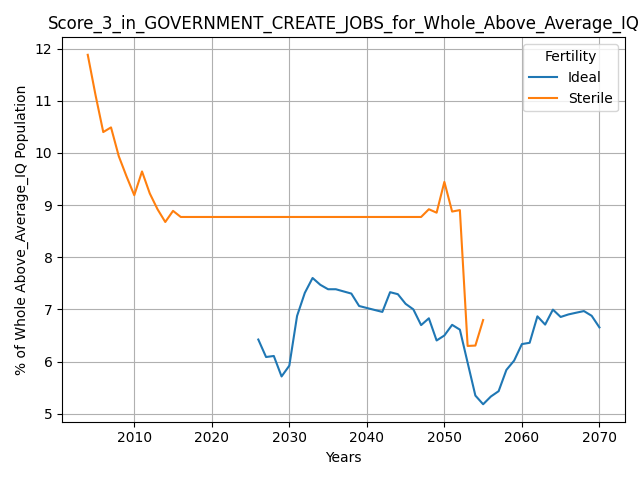 Score_3_in_GOVERNMENT_CREATE_JOBS_for_Whole_Above_Average_IQ
% of Whole Above_Average_IQ Population
12
11
10
9
8
7
6
5
Fertility
Ideal
Sterile
2010 2020 2030 2040 2050 2060 2070
Years